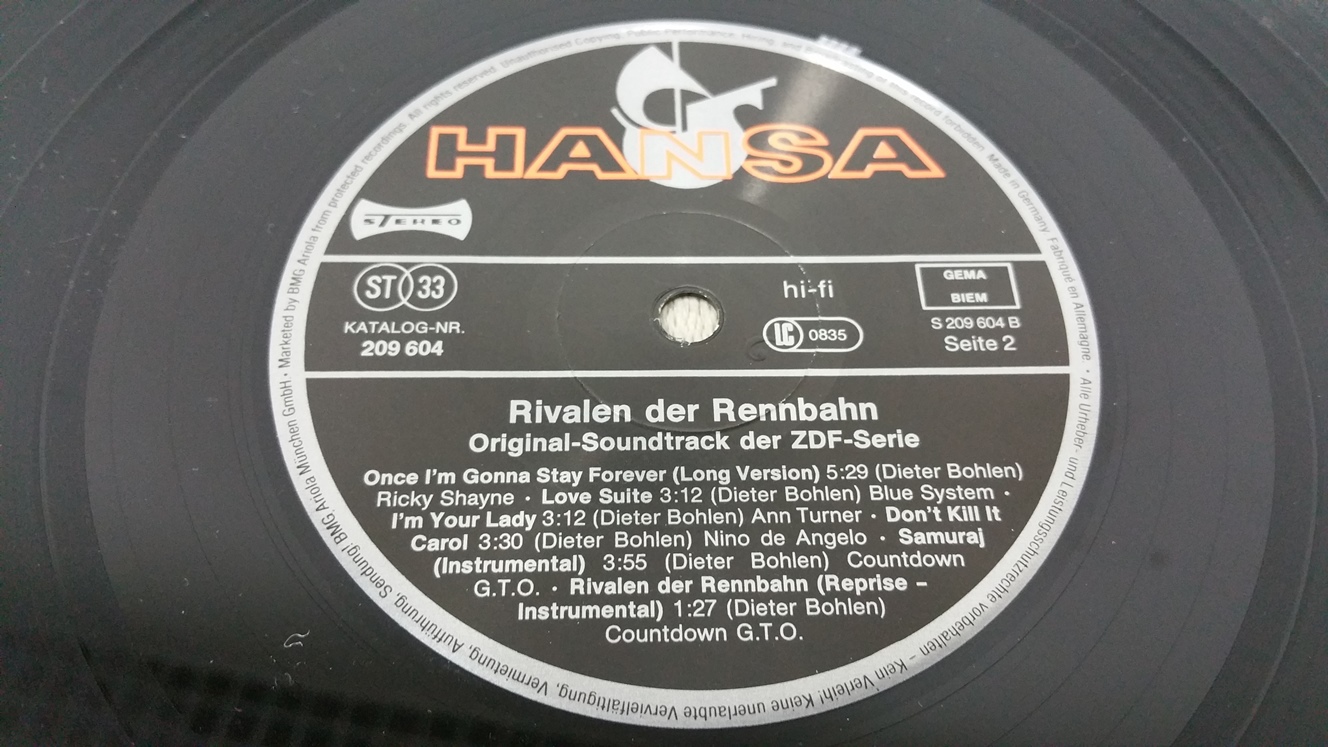 HANSA
STEREO
ST 33
KATALOG-NR.
209 604
hi-fi
LC 0835
GEMA
BIEM
S 209 604 B
Seite 2
Rivalen der Rennbahn
Original-Soundtrack der ZDF-Serie
Once I'm Gonna Stay Forever (Long Version) 5:29 (Dieter Bohlen)
Ricky Shayne · Love Suite 3:12 (Dieter Bohlen) Blue System ·
I'm Your Lady 3:12 (Dieter Bohlen) Ann Turner · Don't Kill It
Carol 3:30 (Dieter Bohlen) Nino de Angelo · Samuraj
(Instrumental) 3:55 (Dieter Bohlen) Countdown
G.T.O. · Rivalen der Rennbahn (Reprise –
Instrumental) 1:27 (Dieter Bohlen)
Countdown G.T.O.
Marketed by BMG Ariola from protected recordings. All rights reserved. Unauthorised Copying, Public Performance, Hiring, and Broadcasting of this record forbidden. Made in Germany. Fabriqué en Allemagne. • Alle Urheber- und Leistungsschutzrechte vorbehalten – Kein Verleih! Keine unerlaubte Vervielfältigung, Vermietung, Aufführung, Sendung! BMG Ariola München GmbH •